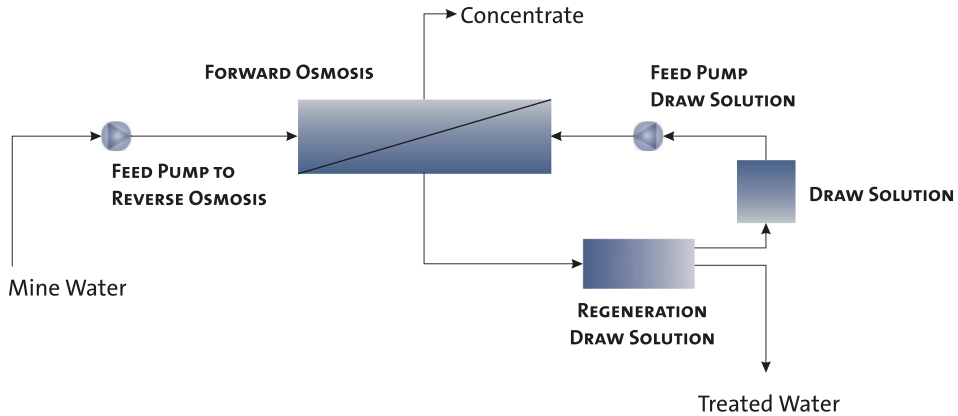 Concentrate
Forward Osmosis
Feed Pump
Draw Solution
Feed Pump to
Reverse Osmosis
Draw Solution
Mine Water
Regeneration
Draw Solution
Treated Water